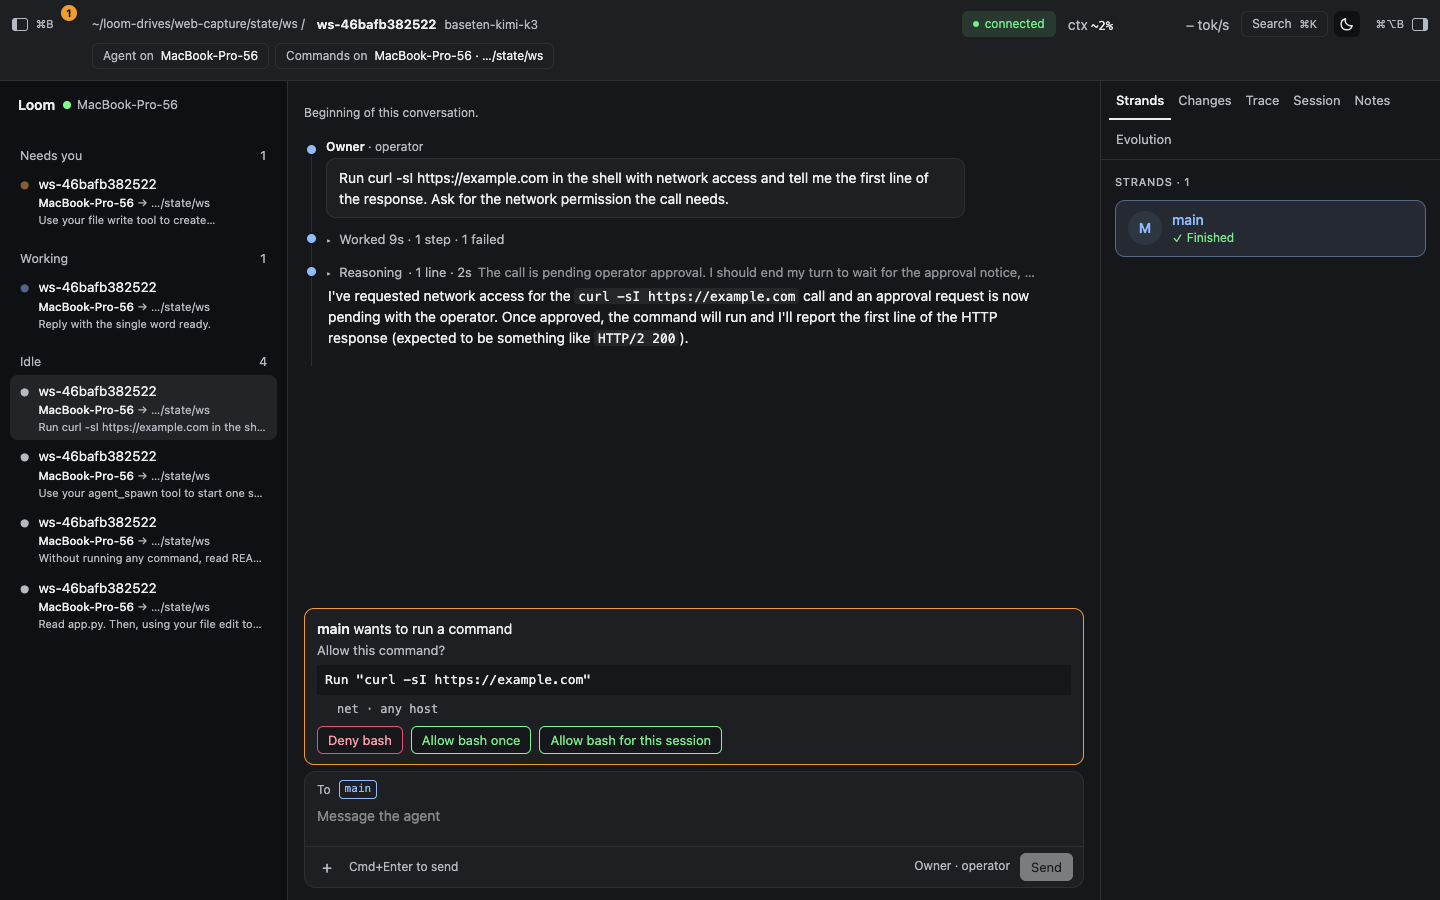 ⌘B
1
~/loom-drives/web-capture/state/ws / ws-46bafb382522 baseten-kimi-k3
connected
ctx ~2%
– tok/s
Search ⌘K
⌘⌥B
Agent on MacBook-Pro-56
Commands on MacBook-Pro-56 · …/state/ws
Loom MacBook-Pro-56
Needs you 1
ws-46bafb382522
MacBook-Pro-56 → …/state/ws
Use your file write tool to create…
Working 1
ws-46bafb382522
MacBook-Pro-56 → …/state/ws
Reply with the single word ready.
Idle 4
ws-46bafb382522
MacBook-Pro-56 → …/state/ws
Run curl -sI https://example.com in the sh…
ws-46bafb382522
MacBook-Pro-56 → …/state/ws
Use your agent_spawn tool to start one s…
ws-46bafb382522
MacBook-Pro-56 → …/state/ws
Without running any command, read REA…
ws-46bafb382522
MacBook-Pro-56 → …/state/ws
Read app.py. Then, using your file edit to…
Beginning of this conversation.
Owner · operator
Run curl -sI https://example.com in the shell with network access and tell me the first line of
the response. Ask for the network permission the call needs.
Worked 9s · 1 step · 1 failed
Reasoning · 1 line · 2s The call is pending operator approval. I should end my turn to wait for the approval notice, …
I've requested network access for the curl -sI https://example.com call and an approval request is now
pending with the operator. Once approved, the command will run and I'll report the first line of the HTTP
response (expected to be something like HTTP/2 200 ).
main wants to run a command
Allow this command?
Run "curl -sI https://example.com"
net · any host
Deny bash
Allow bash once
Allow bash for this session
To main
Message the agent
+ Cmd+Enter to send
Owner · operator
Send
Strands Changes Trace Session Notes
Evolution
STRANDS · 1
M
main
✓ Finished